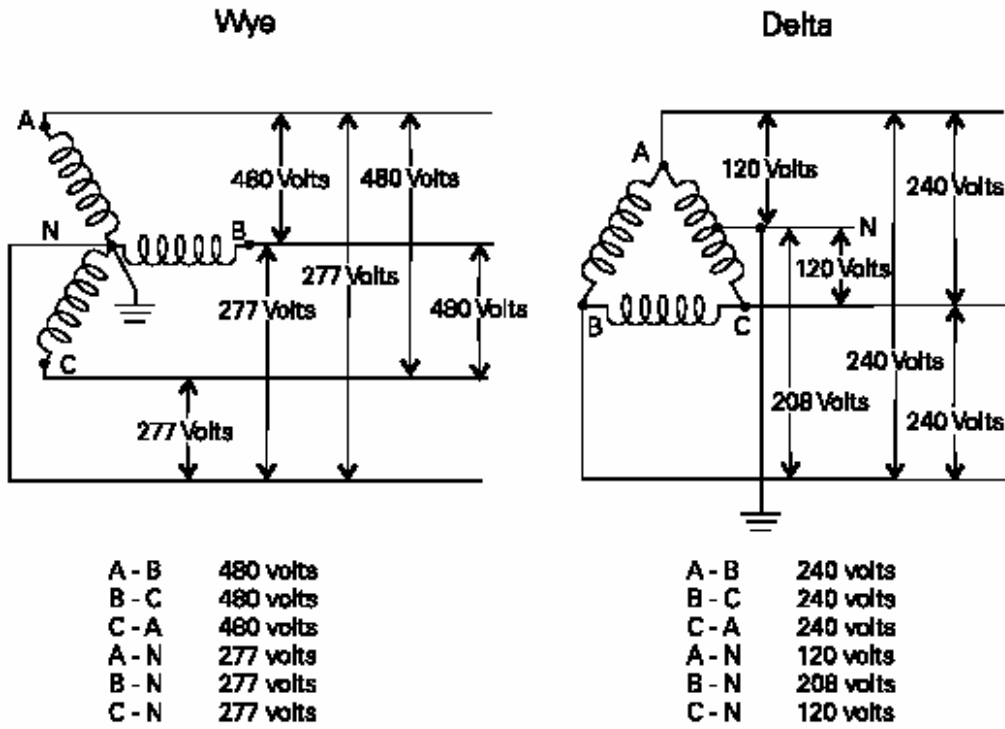 Wye
Delta
A
N
B
C
480 Volts
480 Volts
277 Volts
277 Volts
480 Volts
277 Volts
A
N
B
C
120 Volts
240 Volts
120 Volts
240 Volts
208 Volts
240 Volts
A - B 480 volts
B - C 480 volts
C - A 480 volts
A - N 277 volts
B - N 277 volts
C - N 277 volts
A - B 240 volts
B - C 240 volts
C - A 240 volts
A - N 120 volts
B - N 208 volts
C - N 120 volts